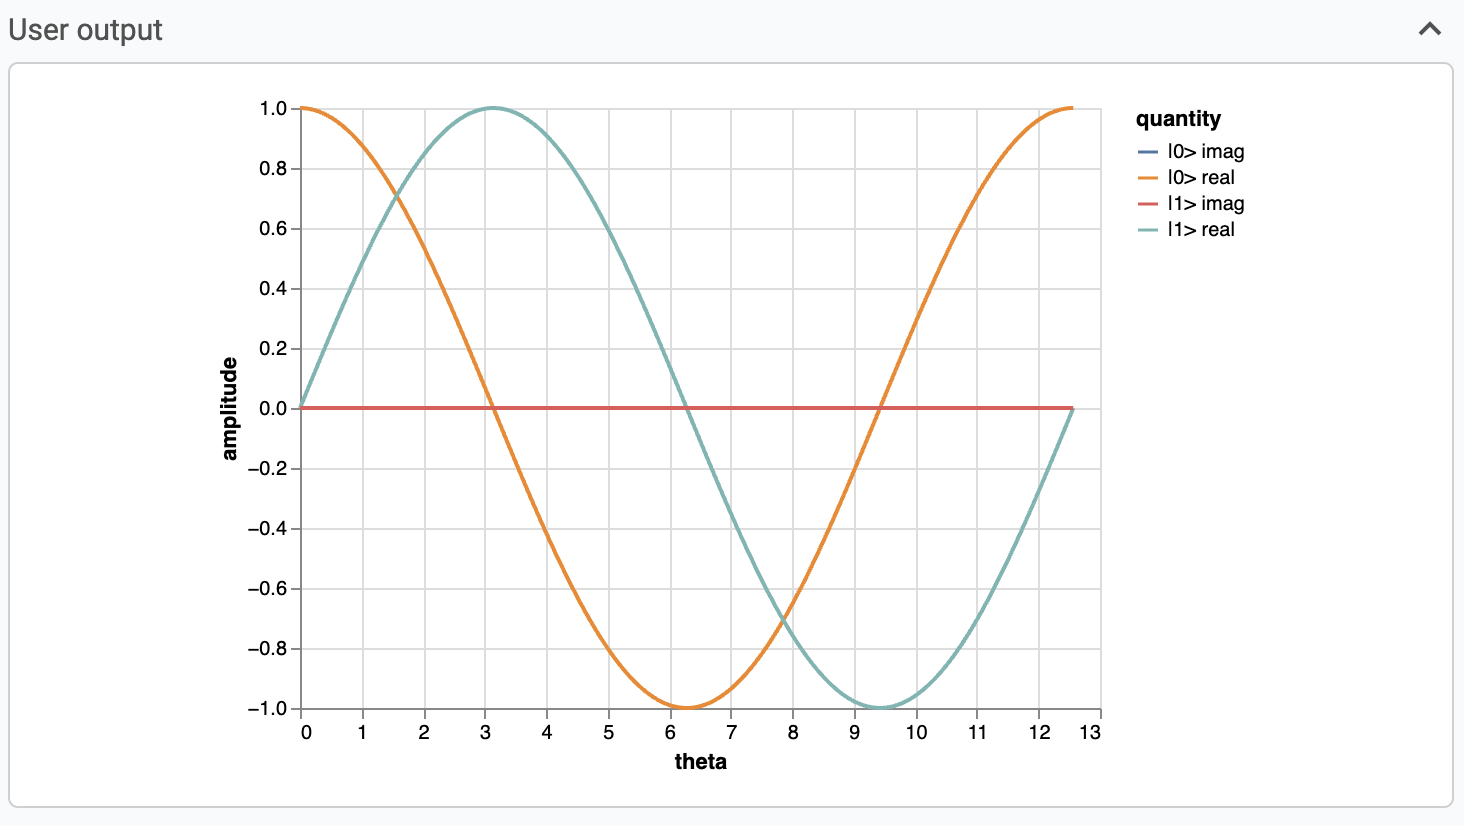 User output
quantity
|0> imag
|0> real
|1> imag
|1> real
amplitude
1.0
0.8
0.6
0.4
0.2
0.0
−0.2
−0.4
−0.6
−0.8
−1.0
0 1 2 3 4 5 6 7 8 9 10 11 12 13
theta